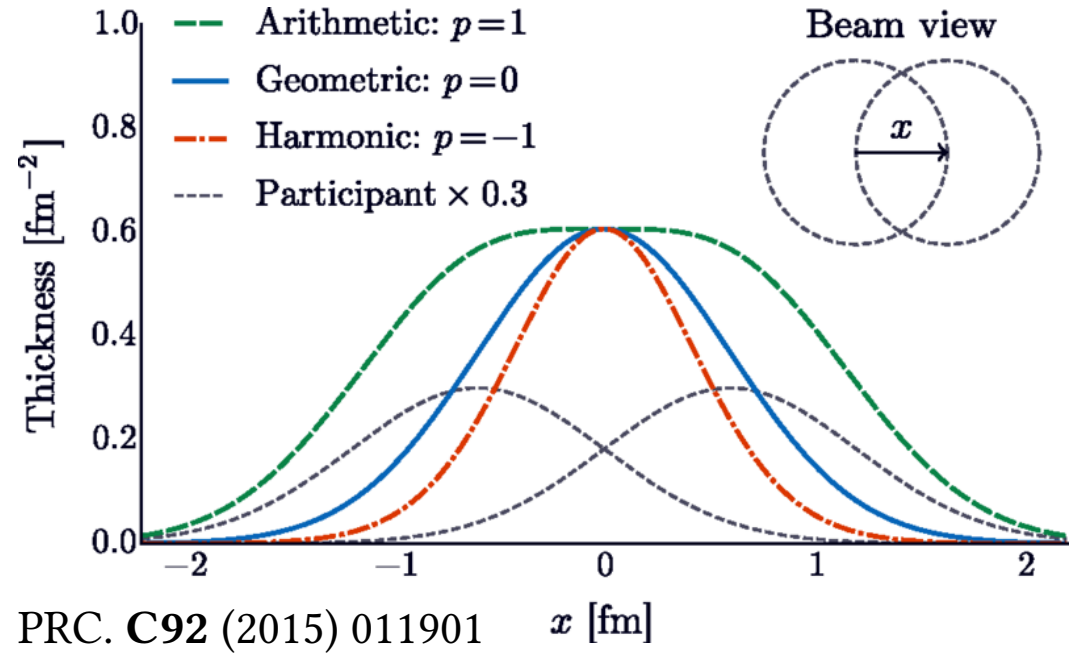 Arithmetic: p=1
Geometric: p=0
Harmonic: p=−1
Participant × 0.3
Beam view
x
Thickness [fm⁻²]
1.0
0.8
0.6
0.4
0.2
0.0
−2 −1 0 1 2
x [fm]
PRC. C92 (2015) 011901